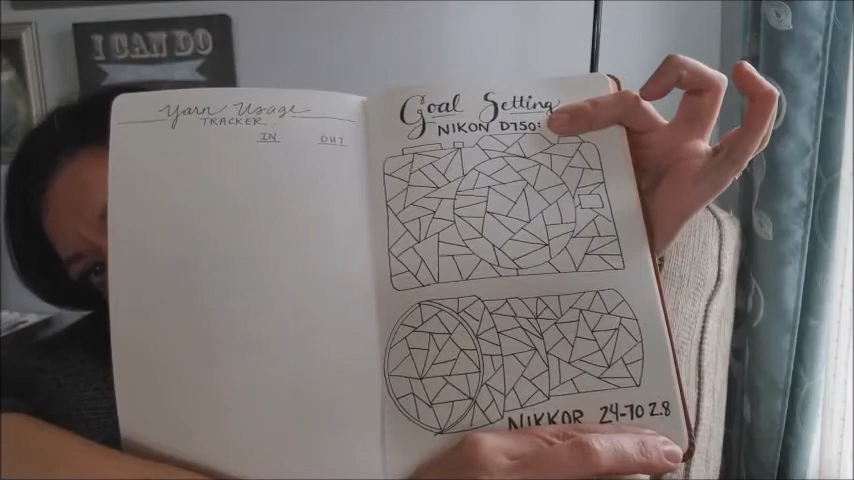 I CAN DO
Yarn Usage
TRACKER
IN OUT
Goal Setting
NIKON D750:
NIKKOR 24-70 2.8